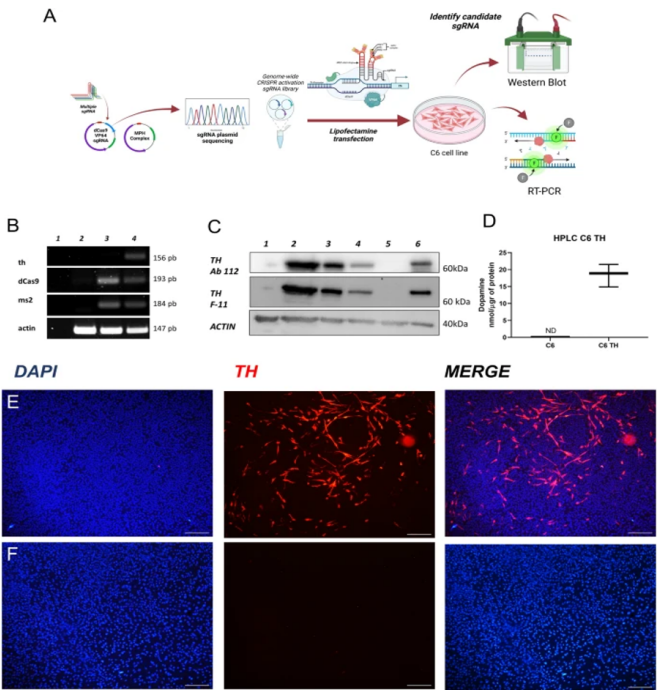 A
Identify candidate
sgRNA
Multiple
sgRNA
dCas9
VP64
sgRNA
MPH
Complex
sgRNA plasmid
sequencing
Genome-wide
CRISPR activation
sgRNA library
Lipofectamine
transfection
C6 cell line
Western Blot
RT-PCR
B
1 2 3 4
th 156 pb
dCas9 193 pb
ms2 184 pb
actin 147 pb
C
1 2 3 4 5 6
TH
Ab 112
60kDa
TH
F-11
60 kDa
ACTIN 40kDa
D
HPLC C6 TH
Dopamine
nmol/µgr of protein
25
20
15
10
5
0
ND
C6 C6 TH
DAPI TH MERGE
E
F